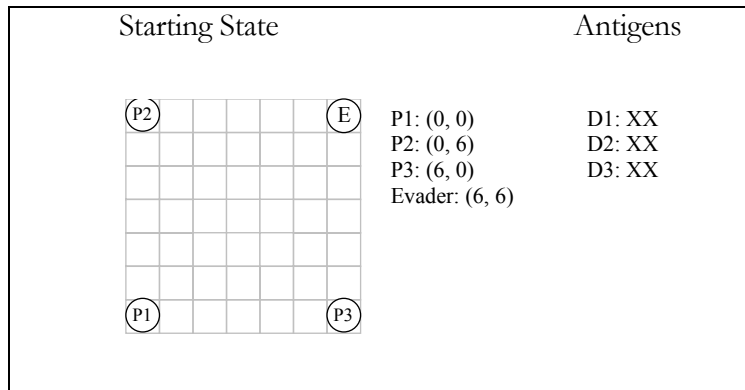 Starting State
Antigens
P2
E
P1
P3
P1: (0, 0)
P2: (0, 6)
P3: (6, 0)
Evader: (6, 6)
D1: XX
D2: XX
D3: XX